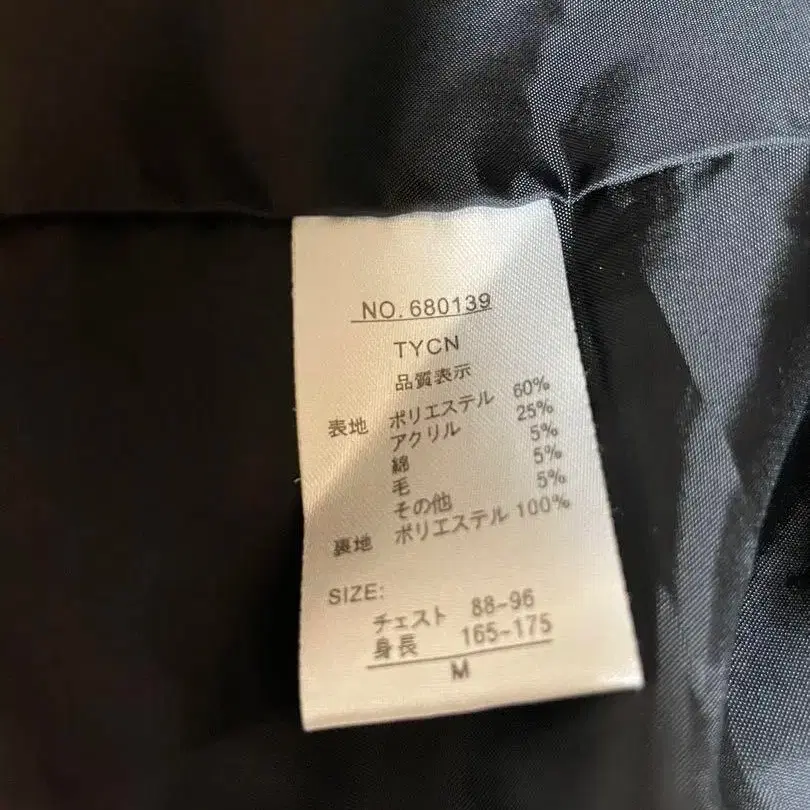 NO. 680139
TYCN
品質表示
表地 ポリエステル 60%
アクリル 25%
綿 5%
毛 5%
その他 5%
裏地 ポリエステル 100%
SIZE:
チェスト 88-96
身長 165-175
M